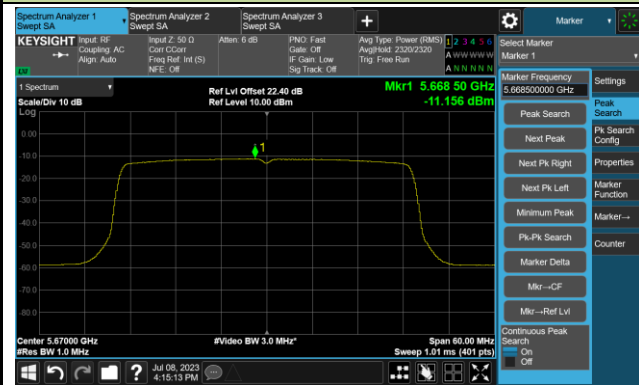 Spectrum Analyzer 1
Swept SA
Spectrum Analyzer 2
Swept SA
Spectrum Analyzer 3
Swept SA
Marker
KEYSIGHT
Input: RF
Coupling: AC
Align: Auto
Input Z: 50 Ω
Corr CCorr
Freq Ref: Int (S)
NFE: Off
Atten: 6 dB
PNO: Fast
Gate: Off
IF Gain: Low
Sig Track: Off
Avg Type: Power (RMS)
Avg|Hold: 2320/2320
Trig: Free Run
1 2 3 4 5 6
A W W W W W
A N N N N N
LXI
Select Marker
Marker 1
1 Spectrum
Scale/Div 10 dB
Log
Ref Lvl Offset 22.40 dB
Ref Level 10.00 dBm
Mkr1 5.668 50 GHz
-11.156 dBm
0.00
-10.0
-20.0
-30.0
-40.0
-50.0
-60.0
-70.0
-80.0
1
Center 5.67000 GHz
#Res BW 1.0 MHz
#Video BW 3.0 MHz*
Span 60.00 MHz
Sweep 1.01 ms (401 pts)
Marker Frequency
5.668500000 GHz
Peak Search
Next Peak
Next Pk Right
Next Pk Left
Minimum Peak
Pk-Pk Search
Marker Delta
Mkr→CF
Mkr→Ref Lvl
Continuous Peak
Search
On
Off
Settings
Peak
Search
Pk Search
Config
Properties
Marker
Function
Marker→
Counter
Jul 08, 2023
4:15:13 PM